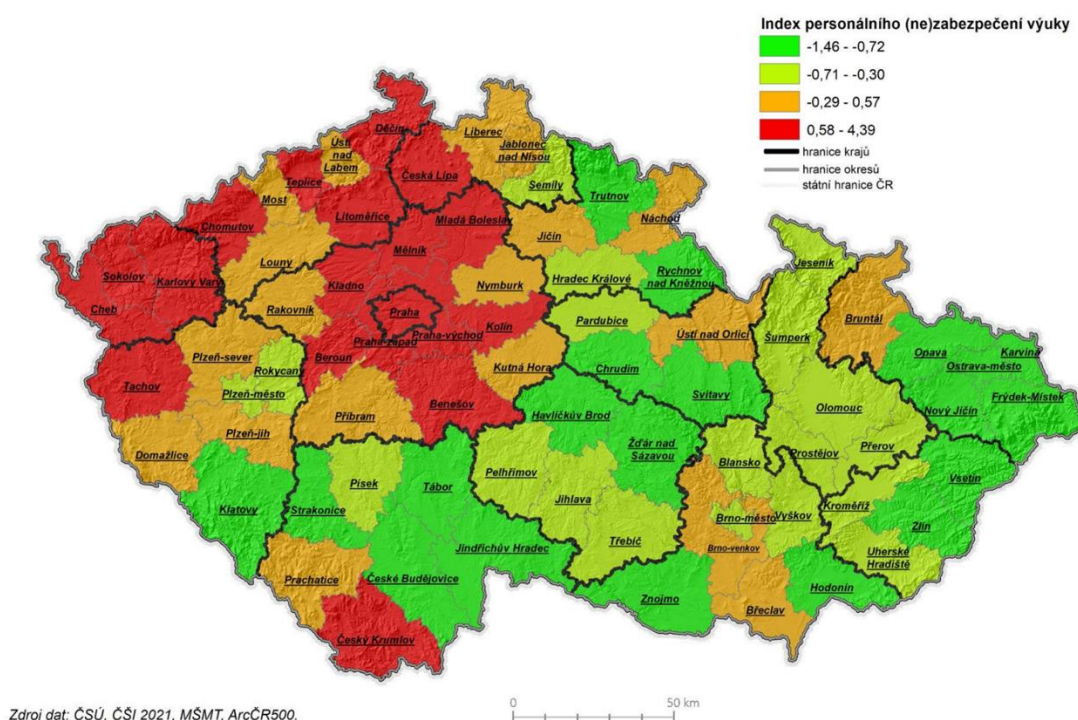 Index personálního (ne)zabezpečení výuky
-1,46 - -0,72
-0,71 - -0,30
-0,29 - 0,57
0,58 - 4,39
hranice krajů
hranice okresů
státní hranice ČR
Děčín
Liberec
Ústí
nad
Labem
Jablonec
nad Nisou
Teplice
Česká Lípa
Semily
Trutnov
Most
Litoměřice
Mladá Boleslav
Náchod
Chomutov
Jičín
Mělník
Louny
Jeseník
Sokolov
Karlovy Vary
Kladno
Nymburk
Hradec Králové
Rychnov
nad Kněžnou
Cheb
Rakovník
Praha
Kolín
Pardubice
Bruntál
Praha-východ
Praha-západ
Ústí nad Orlicí
Šumperk
Plzeň-sever
Beroun
Opava
Karviná
Ostrava-město
Rokycany
Kutná Hora
Chrudim
Tachov
Plzeň-město
Benešov
Svitavy
Frýdek-Místek
Příbram
Olomouc
Nový Jičín
Havlíčkův Brod
Plzeň-jih
Žďár nad
Sázavou
Přerov
Domažlice
Prostějov
Blansko
Pelhřimov
Písek
Tábor
Vsetín
Jihlava
Kroměříž
Klatovy
Strakonice
Brno-město
Vyškov
Zlín
Třebíč
Jindřichův Hradec
Brno-venkov
Uherské
Hradiště
Prachatice
České Budějovice
Hodonín
Znojmo
Břeclav
Český Krumlov
0
50 km
Zdroj dat: ČSÚ, ČŠI 2021, MŠMT, ArcČR500.